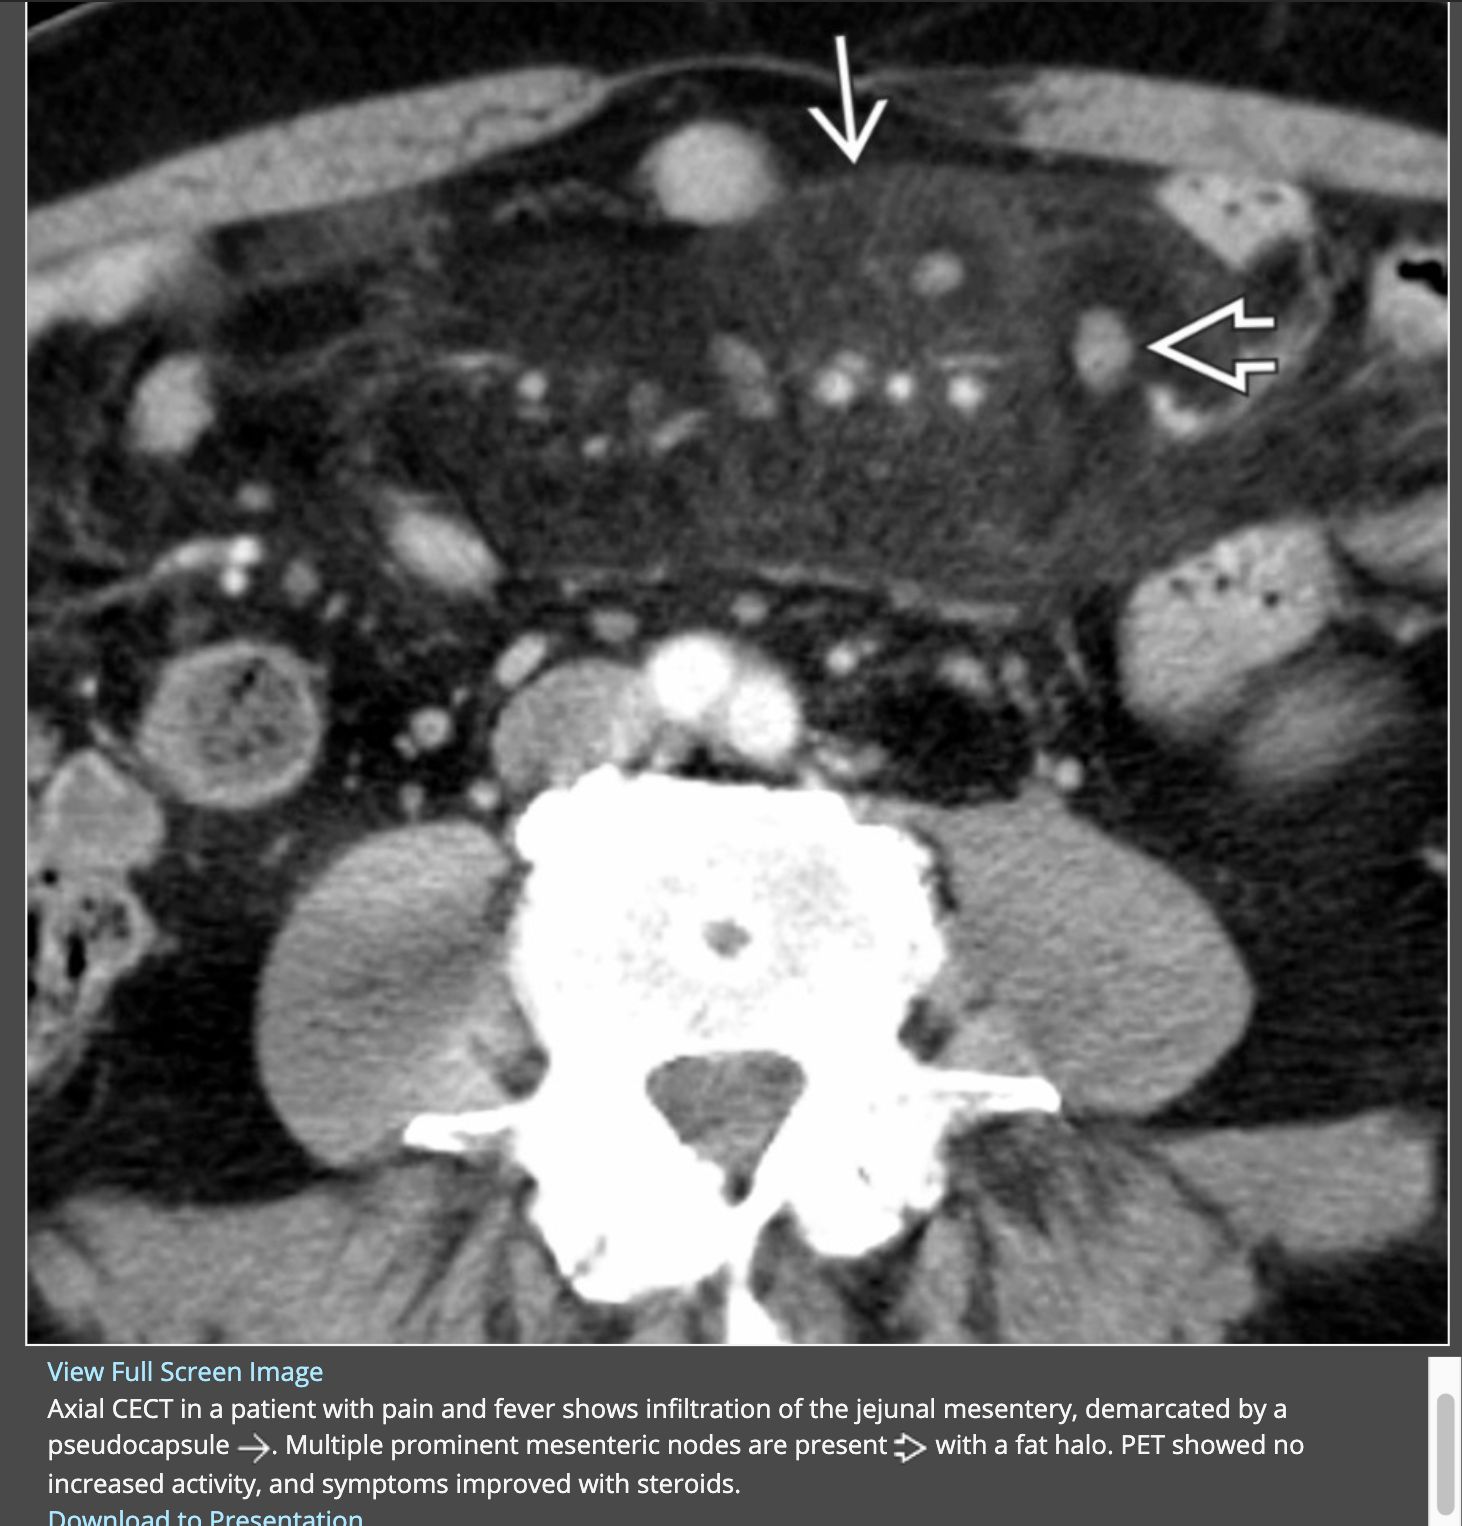 View Full Screen Image
Axial CECT in a patient with pain and fever shows infiltration of the jejunal mesentery, demarcated by a
pseudocapsule →. Multiple prominent mesenteric nodes are present ⇨ with a fat halo. PET showed no
increased activity, and symptoms improved with steroids.
Download to Presentation